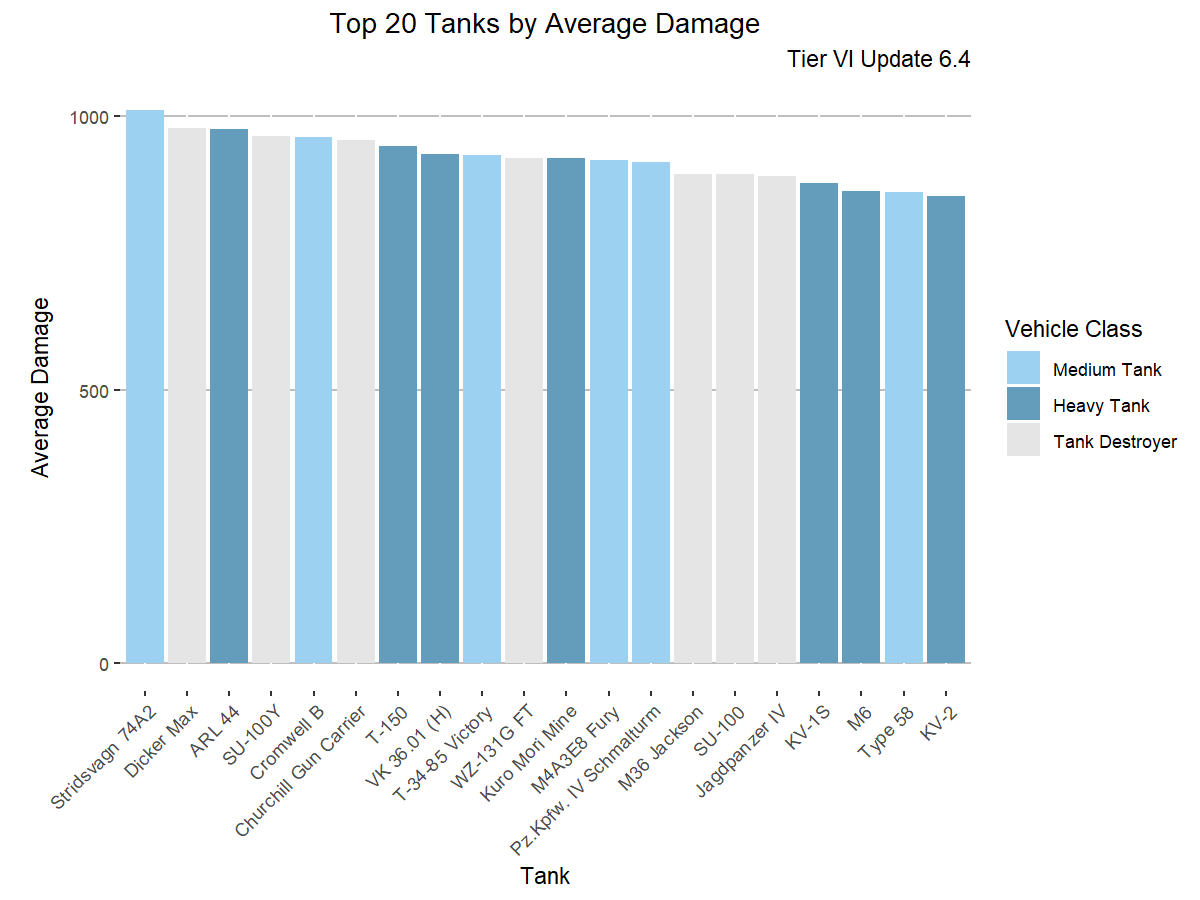 Top 20 Tanks by Average Damage
Tier VI Update 6.4
1000
500
0
Average Damage
Stridsvagn 74A2
Dicker Max
ARL 44
SU-100Y
Cromwell B
Churchill Gun Carrier
T-150
VK 36.01 (H)
T-34-85 Victory
WZ-131G FT
Kuro Mori Mine
M4A3E8 Fury
Pz.Kpfw. IV Schmalturm
M36 Jackson
SU-100
Jagdpanzer IV
KV-1S
M6
Type 58
KV-2
Tank
Vehicle Class
Medium Tank
Heavy Tank
Tank Destroyer